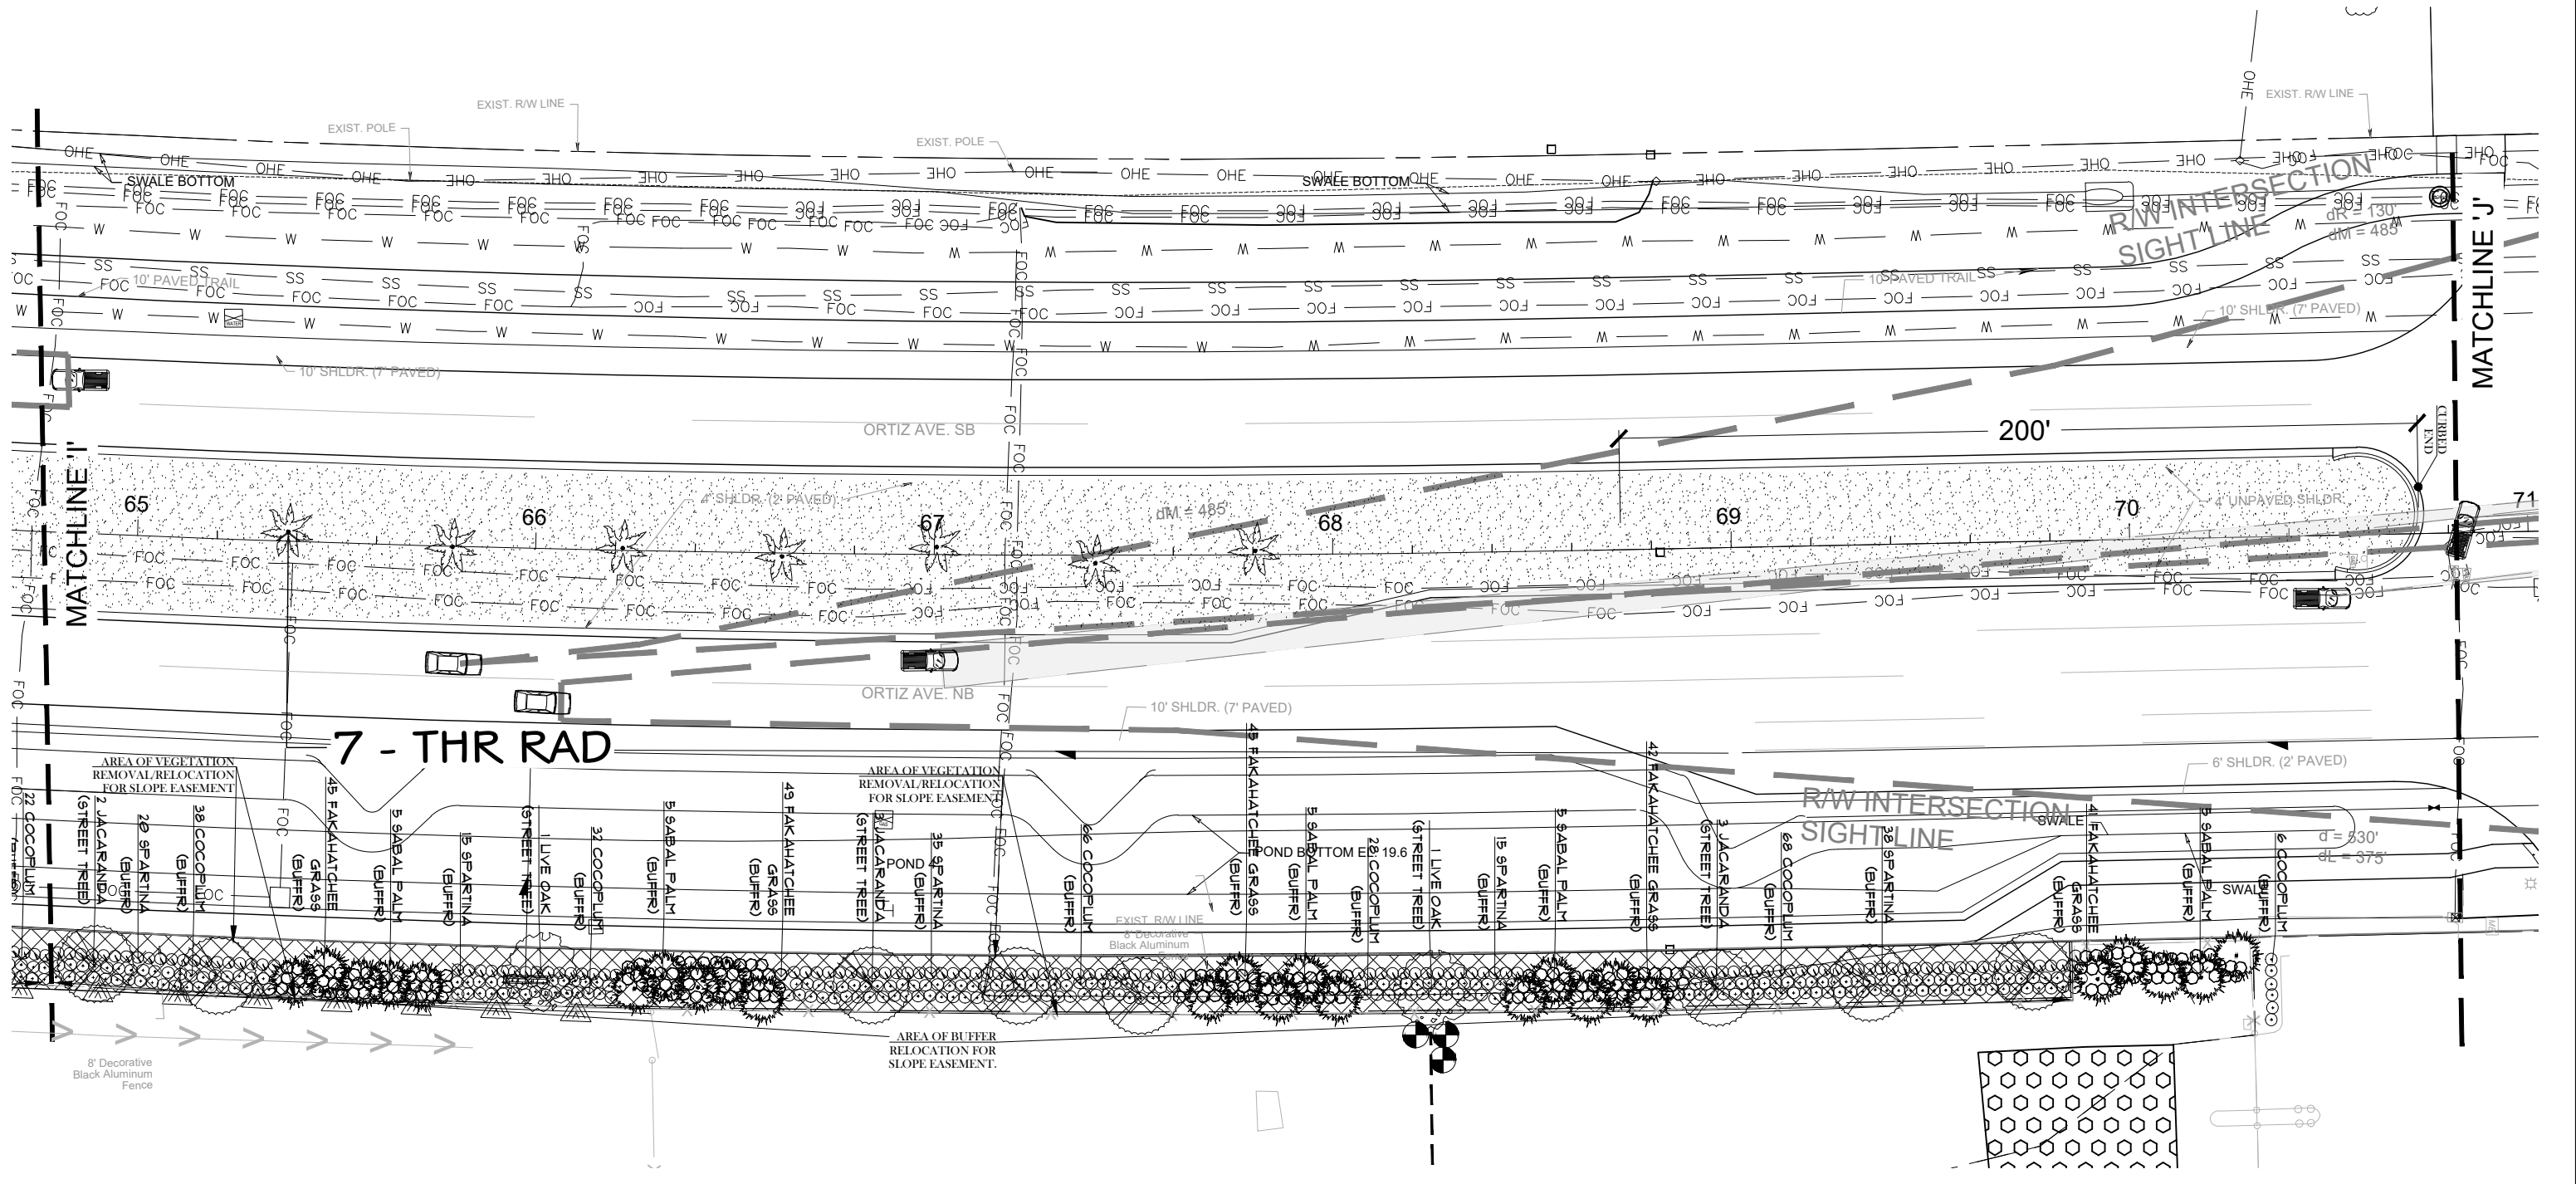 EXIST. R/W LINE
EXIST. POLE
EXIST. POLE
EXIST. R/W LINE
OHE
SWALE BOTTOM
SWALE BOTTOM
R/W INTERSECTION
SIGHT LINE
dR = 130'
dM = 485'
MATCHLINE 'J'
10' PAVED TRAIL
10' PAVED TRAIL
10' SHLDR. (7' PAVED)
WATER
10' SHLDR. (7' PAVED)
ORTIZ AVE. SB
200'
CURBED
END
MATCHLINE 'I'
65
66
67
68
69
70
71
4' SHLDR. (2' PAVED)
dM = 485'
4' UNPAVED SHLDR.
FOC
W
SS
ORTIZ AVE. NB
10' SHLDR. (7' PAVED)
7 - THR RAD
6' SHLDR. (2' PAVED)
AREA OF VEGETATION
REMOVAL/RELOCATION
FOR SLOPE EASEMENT
AREA OF VEGETATION
REMOVAL/RELOCATION
FOR SLOPE EASEMENT
R/W INTERSECTION
SIGHT LINE
SWALE
d = 530'
dL = 375'
22 COCOPLUM
2 JACARANDA
(STREET TREE)
20 SPARTINA
(BUFFR)
38 COCOPLUM
(BUFFR)
45 FAKAHATCHEE
GRASS
(BUFFR)
5 SABAL PALM
(BUFFR)
15 SPARTINA
(BUFFR)
1 LIVE OAK
(STREET TREE)
32 COCOPLUM
(BUFFR)
5 SABAL PALM
(BUFFR)
49 FAKAHATCHEE
GRASS
(BUFFR)
3 JACARANDA
(STREET TREE)
POND 4
35 SPARTINA
(BUFFR)
66 COCOPLUM
(BUFFR)
45 FAKAHATCHEE GRASS
(BUFFR)
POND BOTTOM EL. 19.6
5 SABAL PALM
(BUFFR)
28 COCOPLUM
(BUFFR)
1 LIVE OAK
(STREET TREE)
15 SPARTINA
(BUFFR)
5 SABAL PALM
(BUFFR)
42 FAKAHATCHEE GRASS
(BUFFR)
3 JACARANDA
(STREET TREE)
68 COCOPLUM
(BUFFR)
38 SPARTINA
(BUFFR)
41 FAKAHATCHEE
GRASS
(BUFFR)
5 SABAL PALM
(BUFFR)
SWALE
6 COCOPLUM
(BUFFR)
EXIST. R/W LINE
8' Decorative
Black Aluminum
AREA OF BUFFER
RELOCATION FOR
SLOPE EASEMENT.
8' Decorative
Black Aluminum
Fence